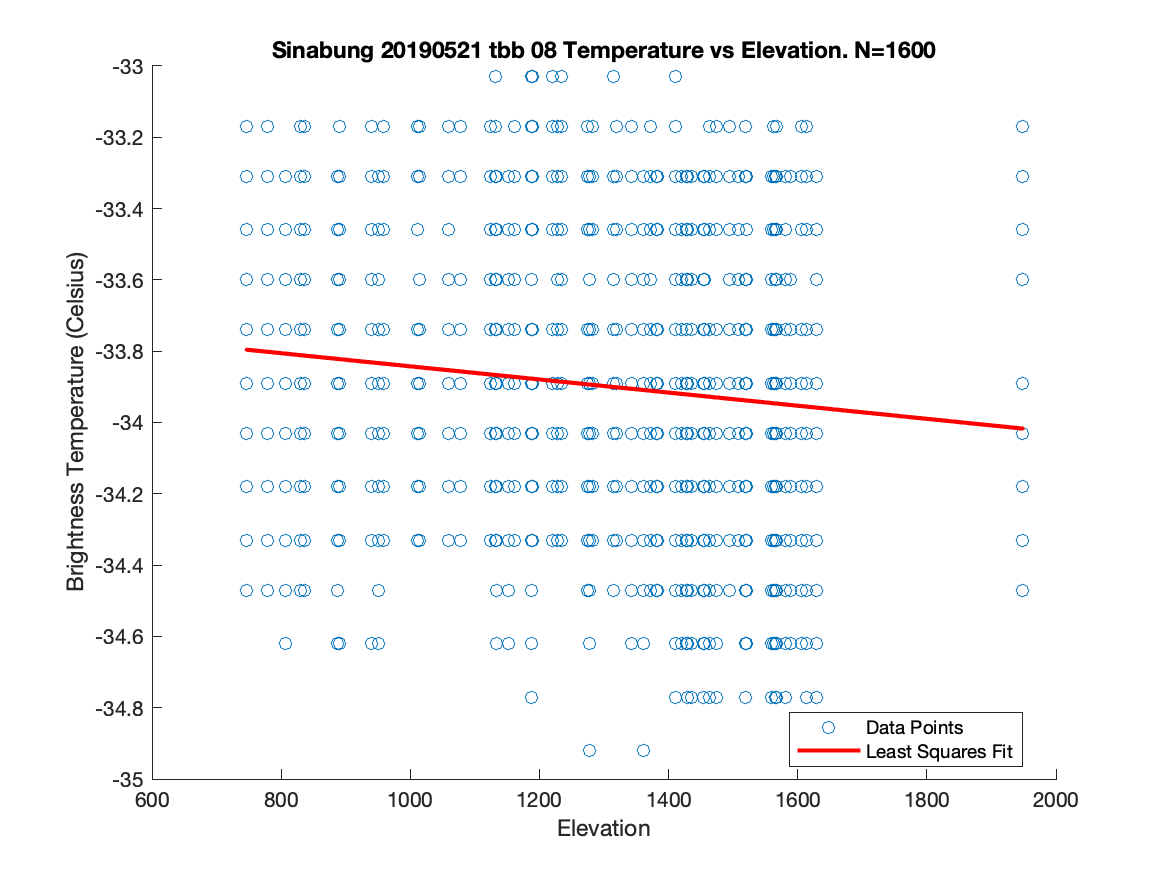 Sinabung 20190521 tbb 08 Temperature vs Elevation. N=1600
-33
-33.2
-33.4
-33.6
-33.8
-34
-34.2
-34.4
-34.6
-34.8
-35
Brightness Temperature (Celsius)
Data Points
Least Squares Fit
600 800 1000 1200 1400 1600 1800 2000
Elevation